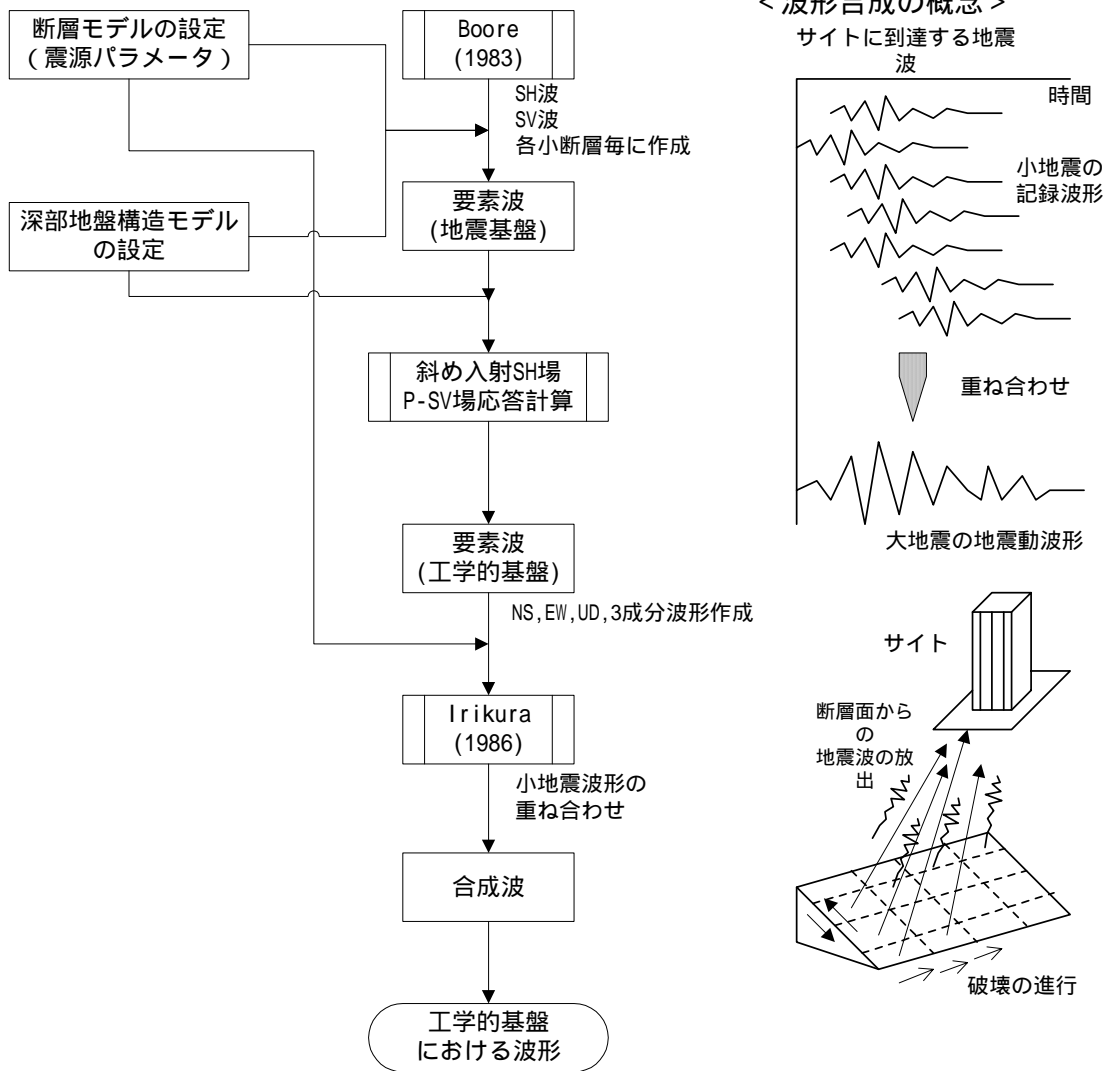 断層モデルの設定
(震源パラメータ)
Boore
(1983)
SH波
SV波
各小断層毎に作成
深部地盤構造モデル
の設定
要素波
(地震基盤)
斜め入射SH場
P-SV場応答計算
要素波
(工学的基盤)
NS,EW,UD,3成分波形作成
Irikura
(1986)
小地震波形の
重ね合わせ
合成波
工学的基盤
における波形
<波形合成の概念>
サイトに到達する地震
波
時間
小地震の
記録波形
重ね合わせ
大地震の地震動波形
サイト
断層面から
の
地震波の放
出
破壊の進行